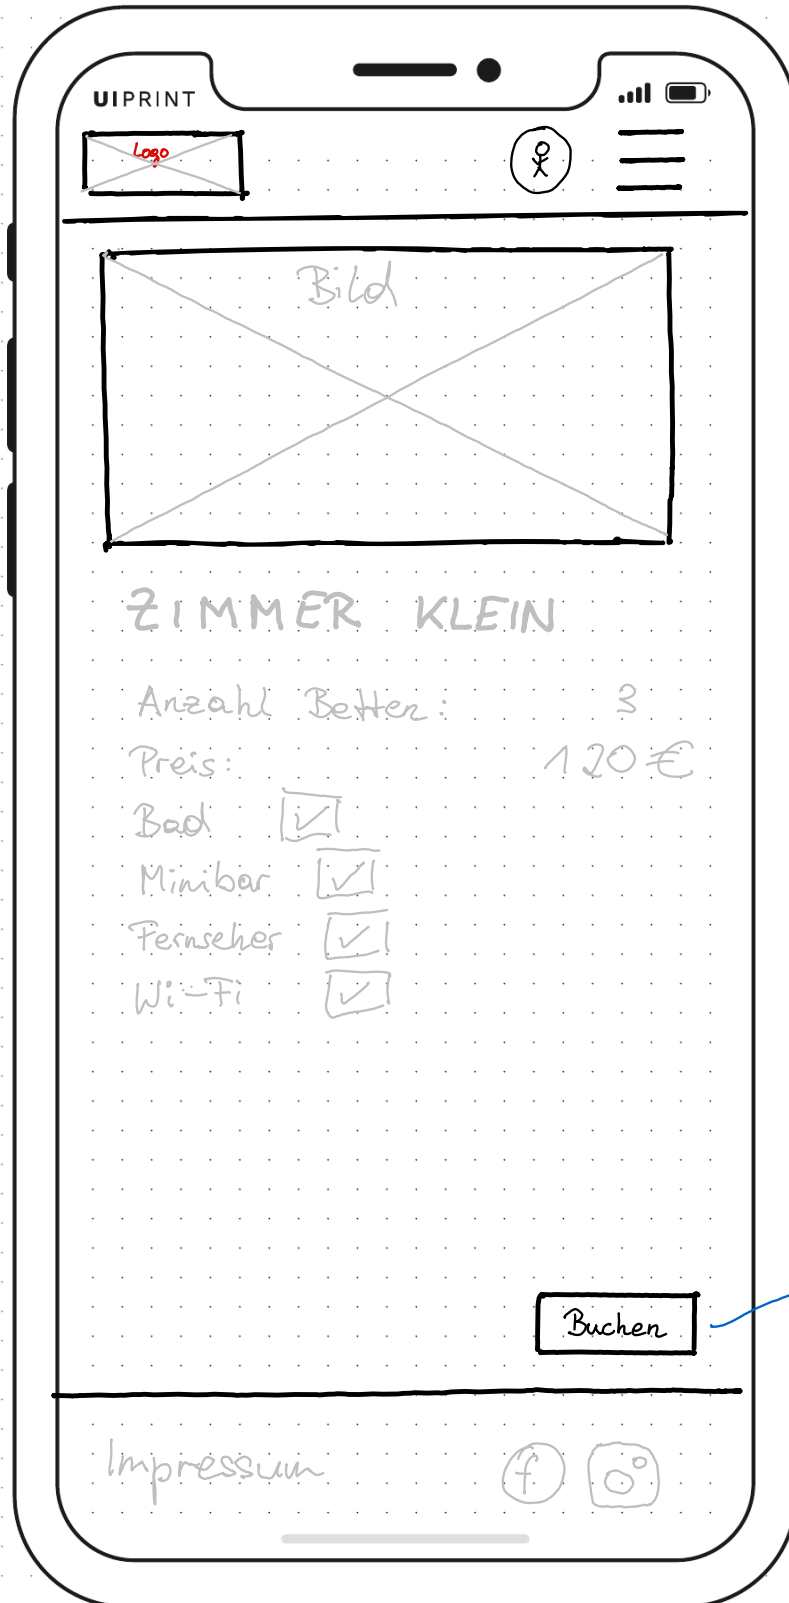 UIPRINT
Logo
Bild
ZIMMER KLEIN
Anzahl Betten: 3
Preis: 120€
Bad
Minibar
Fernseher
Wi-Fi
Buchen
Impressum f